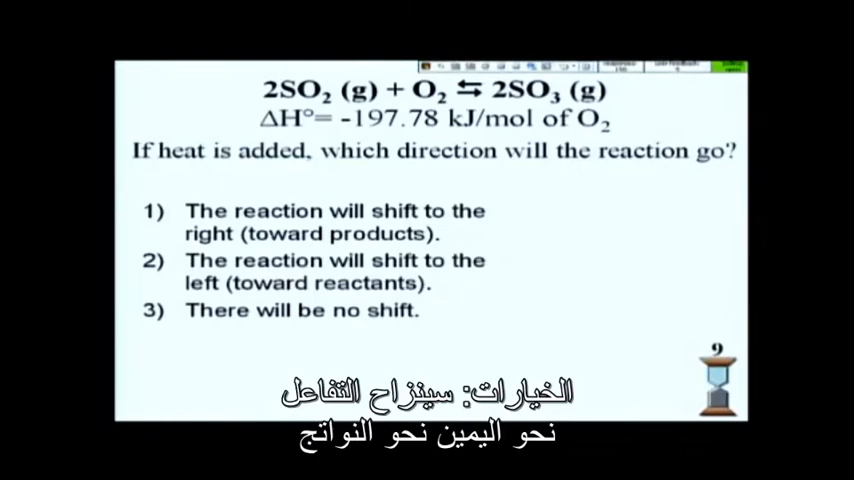 2SO₂ (g) + O₂ ⇆ 2SO₃ (g)
ΔH°= -197.78 kJ/mol of O₂
If heat is added, which direction will the reaction go?
1) The reaction will shift to the
right (toward products).
2) The reaction will shift to the
left (toward reactants).
3) There will be no shift.
9
الخيارات: سينزاح التفاعل
نحو اليمين نحو النواتج